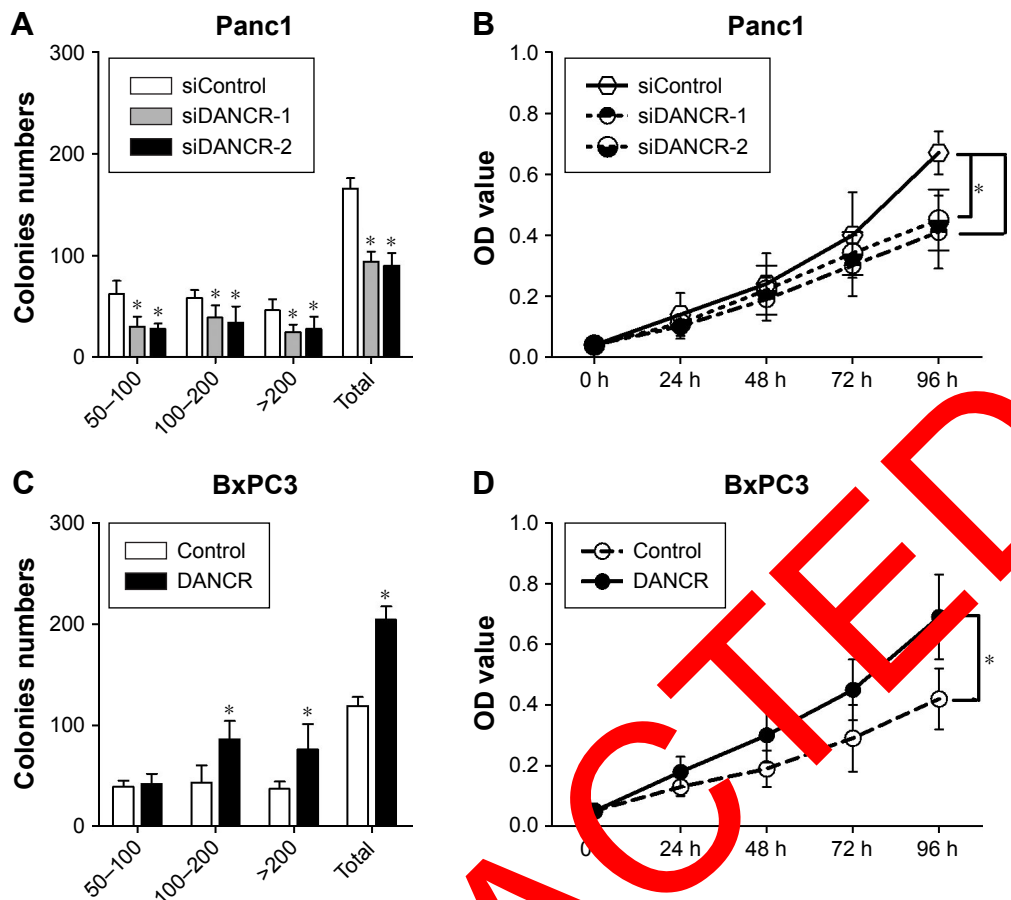 A
Panc1
300
200
100
0
Colonies numbers
siControl
siDANCR-1
siDANCR-2
* * * * * * * *
50–100
100–200
>200
Total
B
Panc1
1.0
0.8
0.6
0.4
0.2
0.0
OD value
siControl
siDANCR-1
siDANCR-2
*
0 h
24 h
48 h
72 h
96 h
C
BxPC3
300
200
100
0
Colonies numbers
Control
DANCR
* * *
50–100
100–200
>200
Total
D
BxPC3
1.0
0.8
0.6
0.4
0.2
0.0
OD value
Control
DANCR
*
0
24 h
48 h
72 h
96 h
ACTED